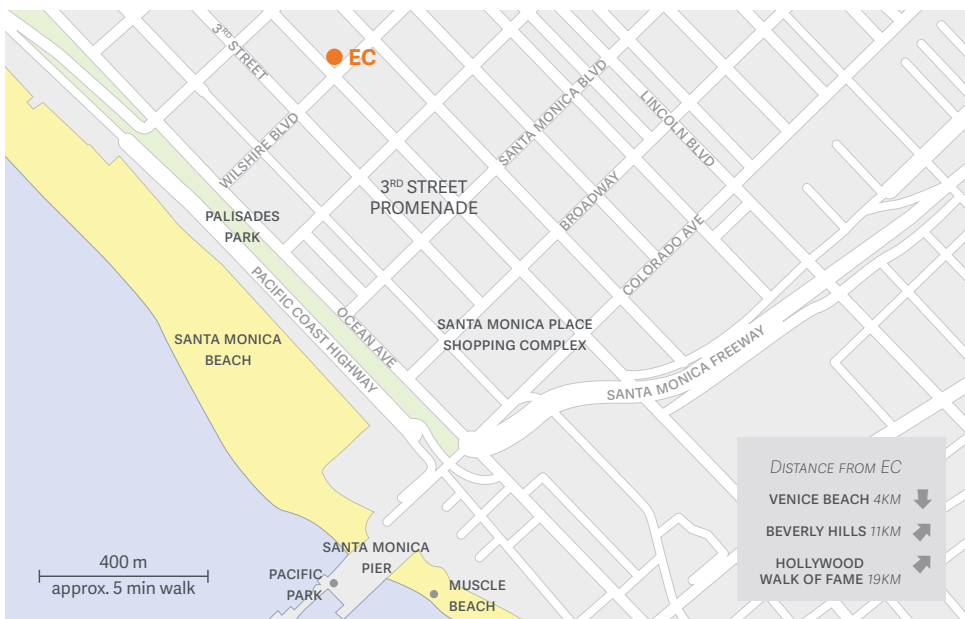 3RD STREET
EC
WILSHIRE BLVD
SANTA MONICA BLVD
LINCOLN BLVD
3RD STREET
PROMENADE
BROADWAY
PALISADES
PARK
COLORADO AVE
PACIFIC COAST HIGHWAY
OCEAN AVE
SANTA MONICA PLACE
SHOPPING COMPLEX
SANTA MONICA
BEACH
SANTA MONICA FREEWAY
DISTANCE FROM EC
VENICE BEACH 4KM
BEVERLY HILLS 11KM
HOLLYWOOD
WALK OF FAME 19KM
SANTA MONICA
PIER
PACIFIC
PARK
MUSCLE
BEACH
400 m
approx. 5 min walk